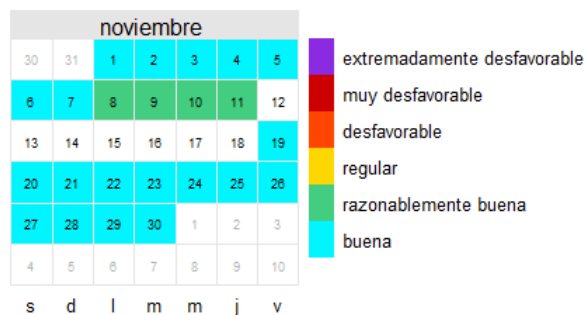 noviembre
30 31 1 2 3 4 5
6 7 8 9 10 11 12
13 14 15 16 17 18 19
20 21 22 23 24 25 26
27 28 29 30 1 2 3
4 5 6 7 8 9 10
s d l m m j v
extremadamente desfavorable
muy desfavorable
desfavorable
regular
razonablemente buena
buena